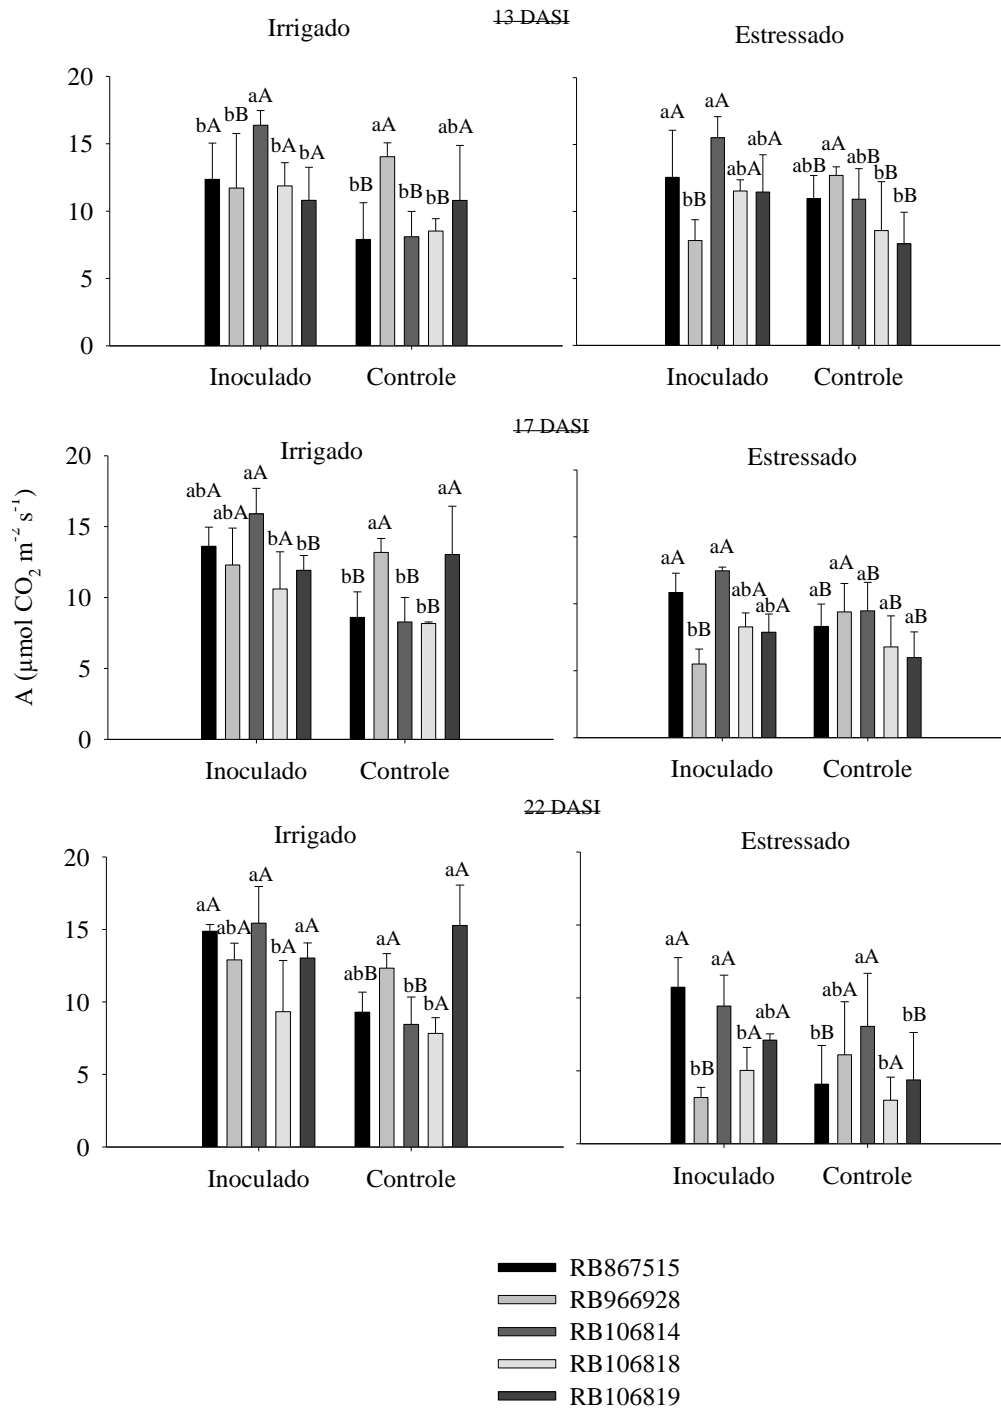 13 DASI
Irrigado
Estressado
20
15
10
5
0
bA bB aA bA bA bB aA bB bB abA
aA bB aA abA abA abB aA abB bB bB
Inoculado Controle
Inoculado Controle
17 DASI
Irrigado
Estressado
A (µmol CO2 m-2 s-1)
20
15
10
5
0
abA abA aA bA bB bB aA bB bB aA
aA bB aA abA abA aB aA aB aB aB
Inoculado Controle
Inoculado Controle
22 DASI
Irrigado
Estressado
20
15
10
5
0
aA abA aA bA aA abB aA bB bA aA
aA bB aA bA abA bB abA aA bA bB
Inoculado Controle
Inoculado Controle
RB867515
RB966928
RB106814
RB106818
RB106819